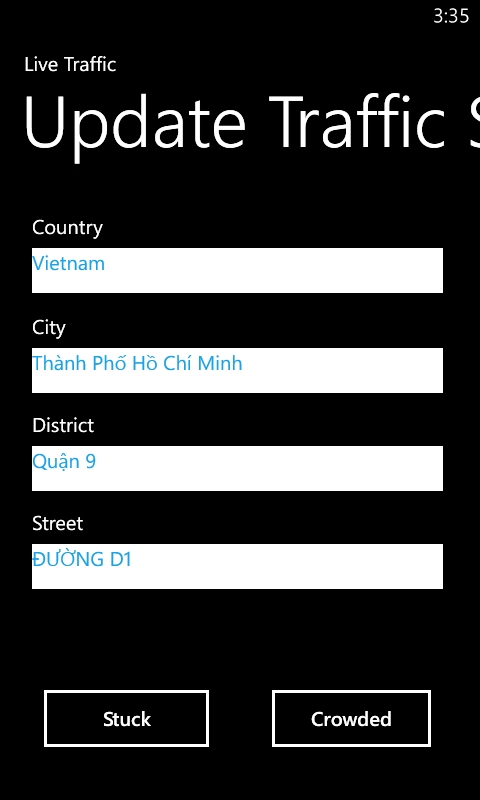 3:35
Live Traffic
Update Traffic
Country
Vietnam
City
Thành Phố Hồ Chí Minh
District
Quận 9
Street
ĐƯỜNG D1
Stuck
Crowded